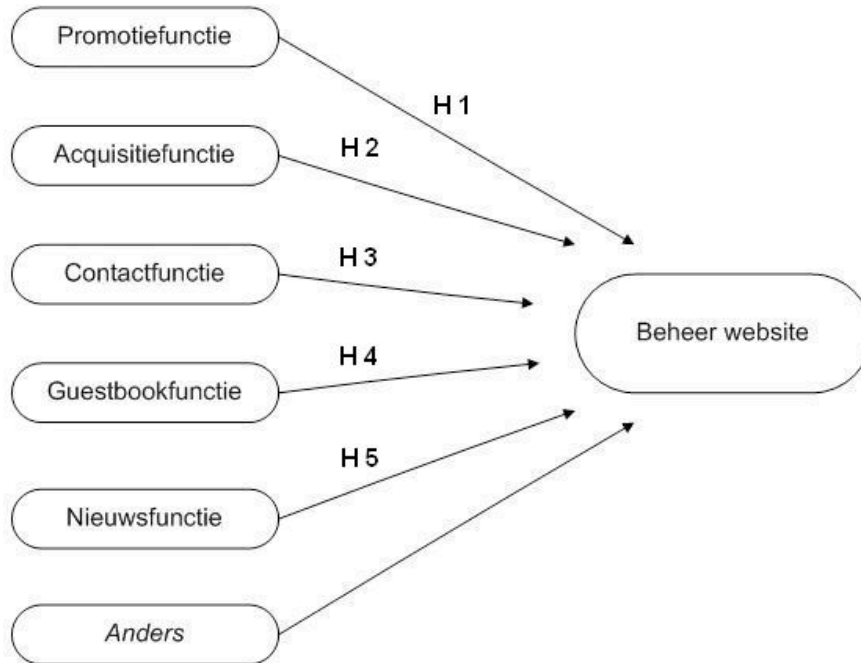 Promotiefunctie
H 1
Acquisitiefunctie
H 2
Contactfunctie
H 3
Beheer website
Guestbookfunctie
H 4
Nieuwsfunctie
H 5
Anders